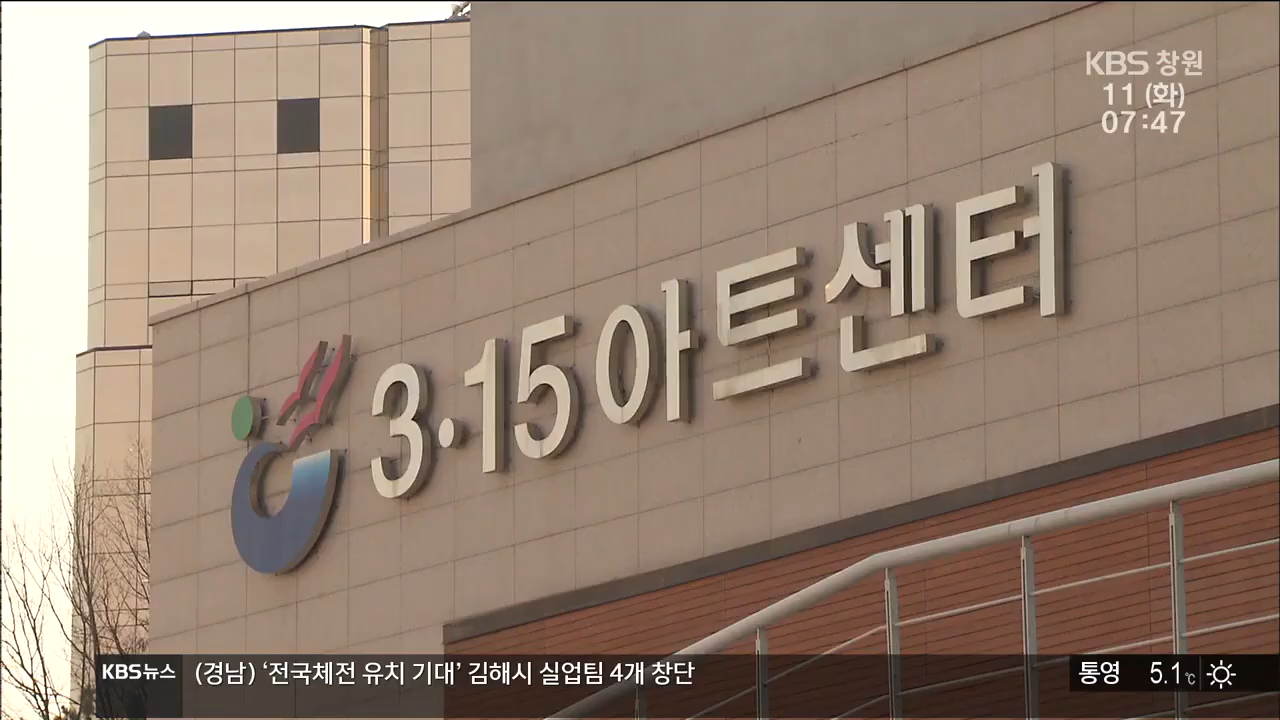 KBS 창원
11 (화)
07:47
3·15아트센터
KBS뉴스 (경남) ‘전국체전 유치 기대’ 김해시 실업팀 4개 창단
통영 5.1℃